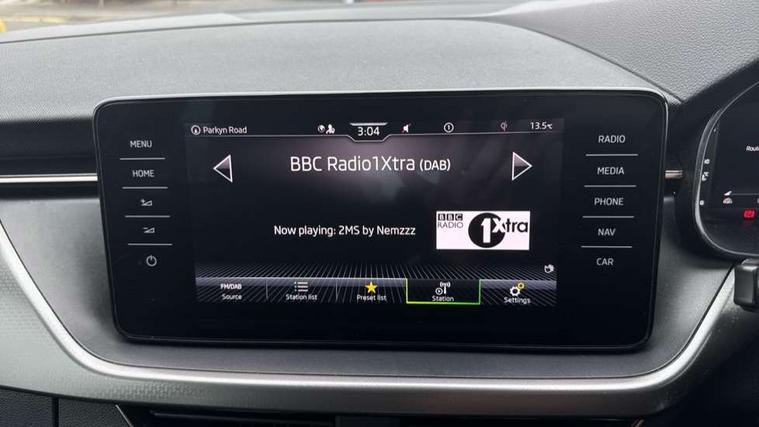 Parkyn Road
3:04
13.5°C
MENU
HOME
BBC Radio1Xtra (DAB)
Now playing: 2MS by Nemzzz
BBC
RADIO
1Xtra
RADIO
MEDIA
PHONE
NAV
CAR
FM/DAB
Source
Station list
Preset list
Station
Settings